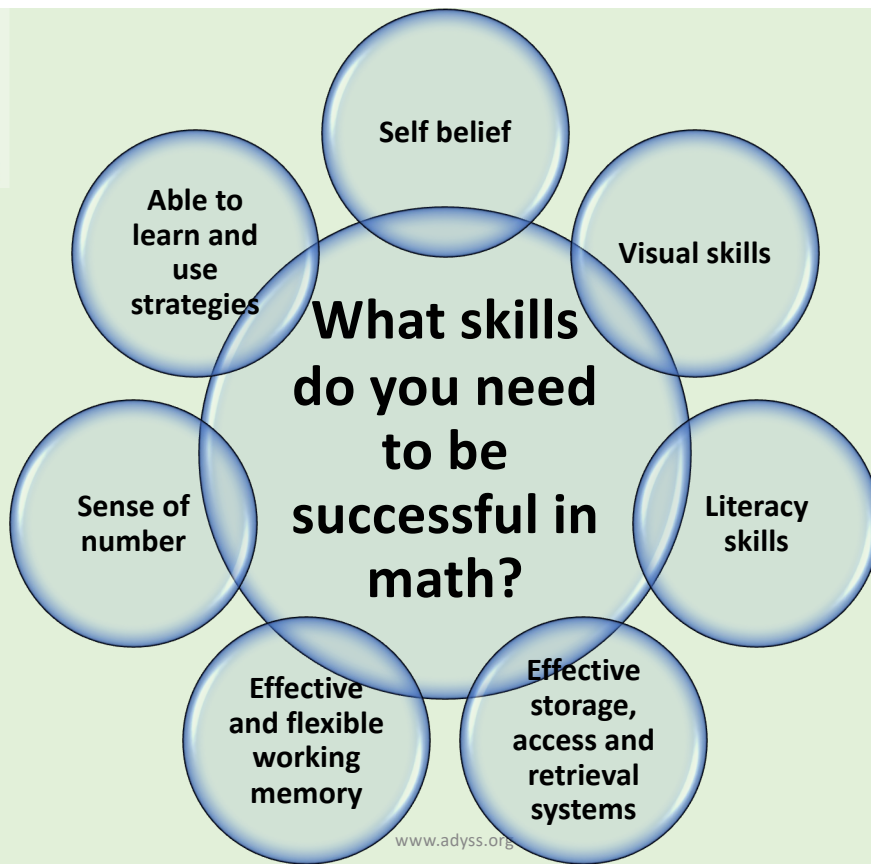 Self belief
Able to
learn and
use
strategies
Visual skills
What skills
do you need
to be
successful in
math?
Sense of
number
Literacy
skills
Effective
and flexible
working
memory
Effective
storage,
access and
retrieval
systems
www.adyss.org